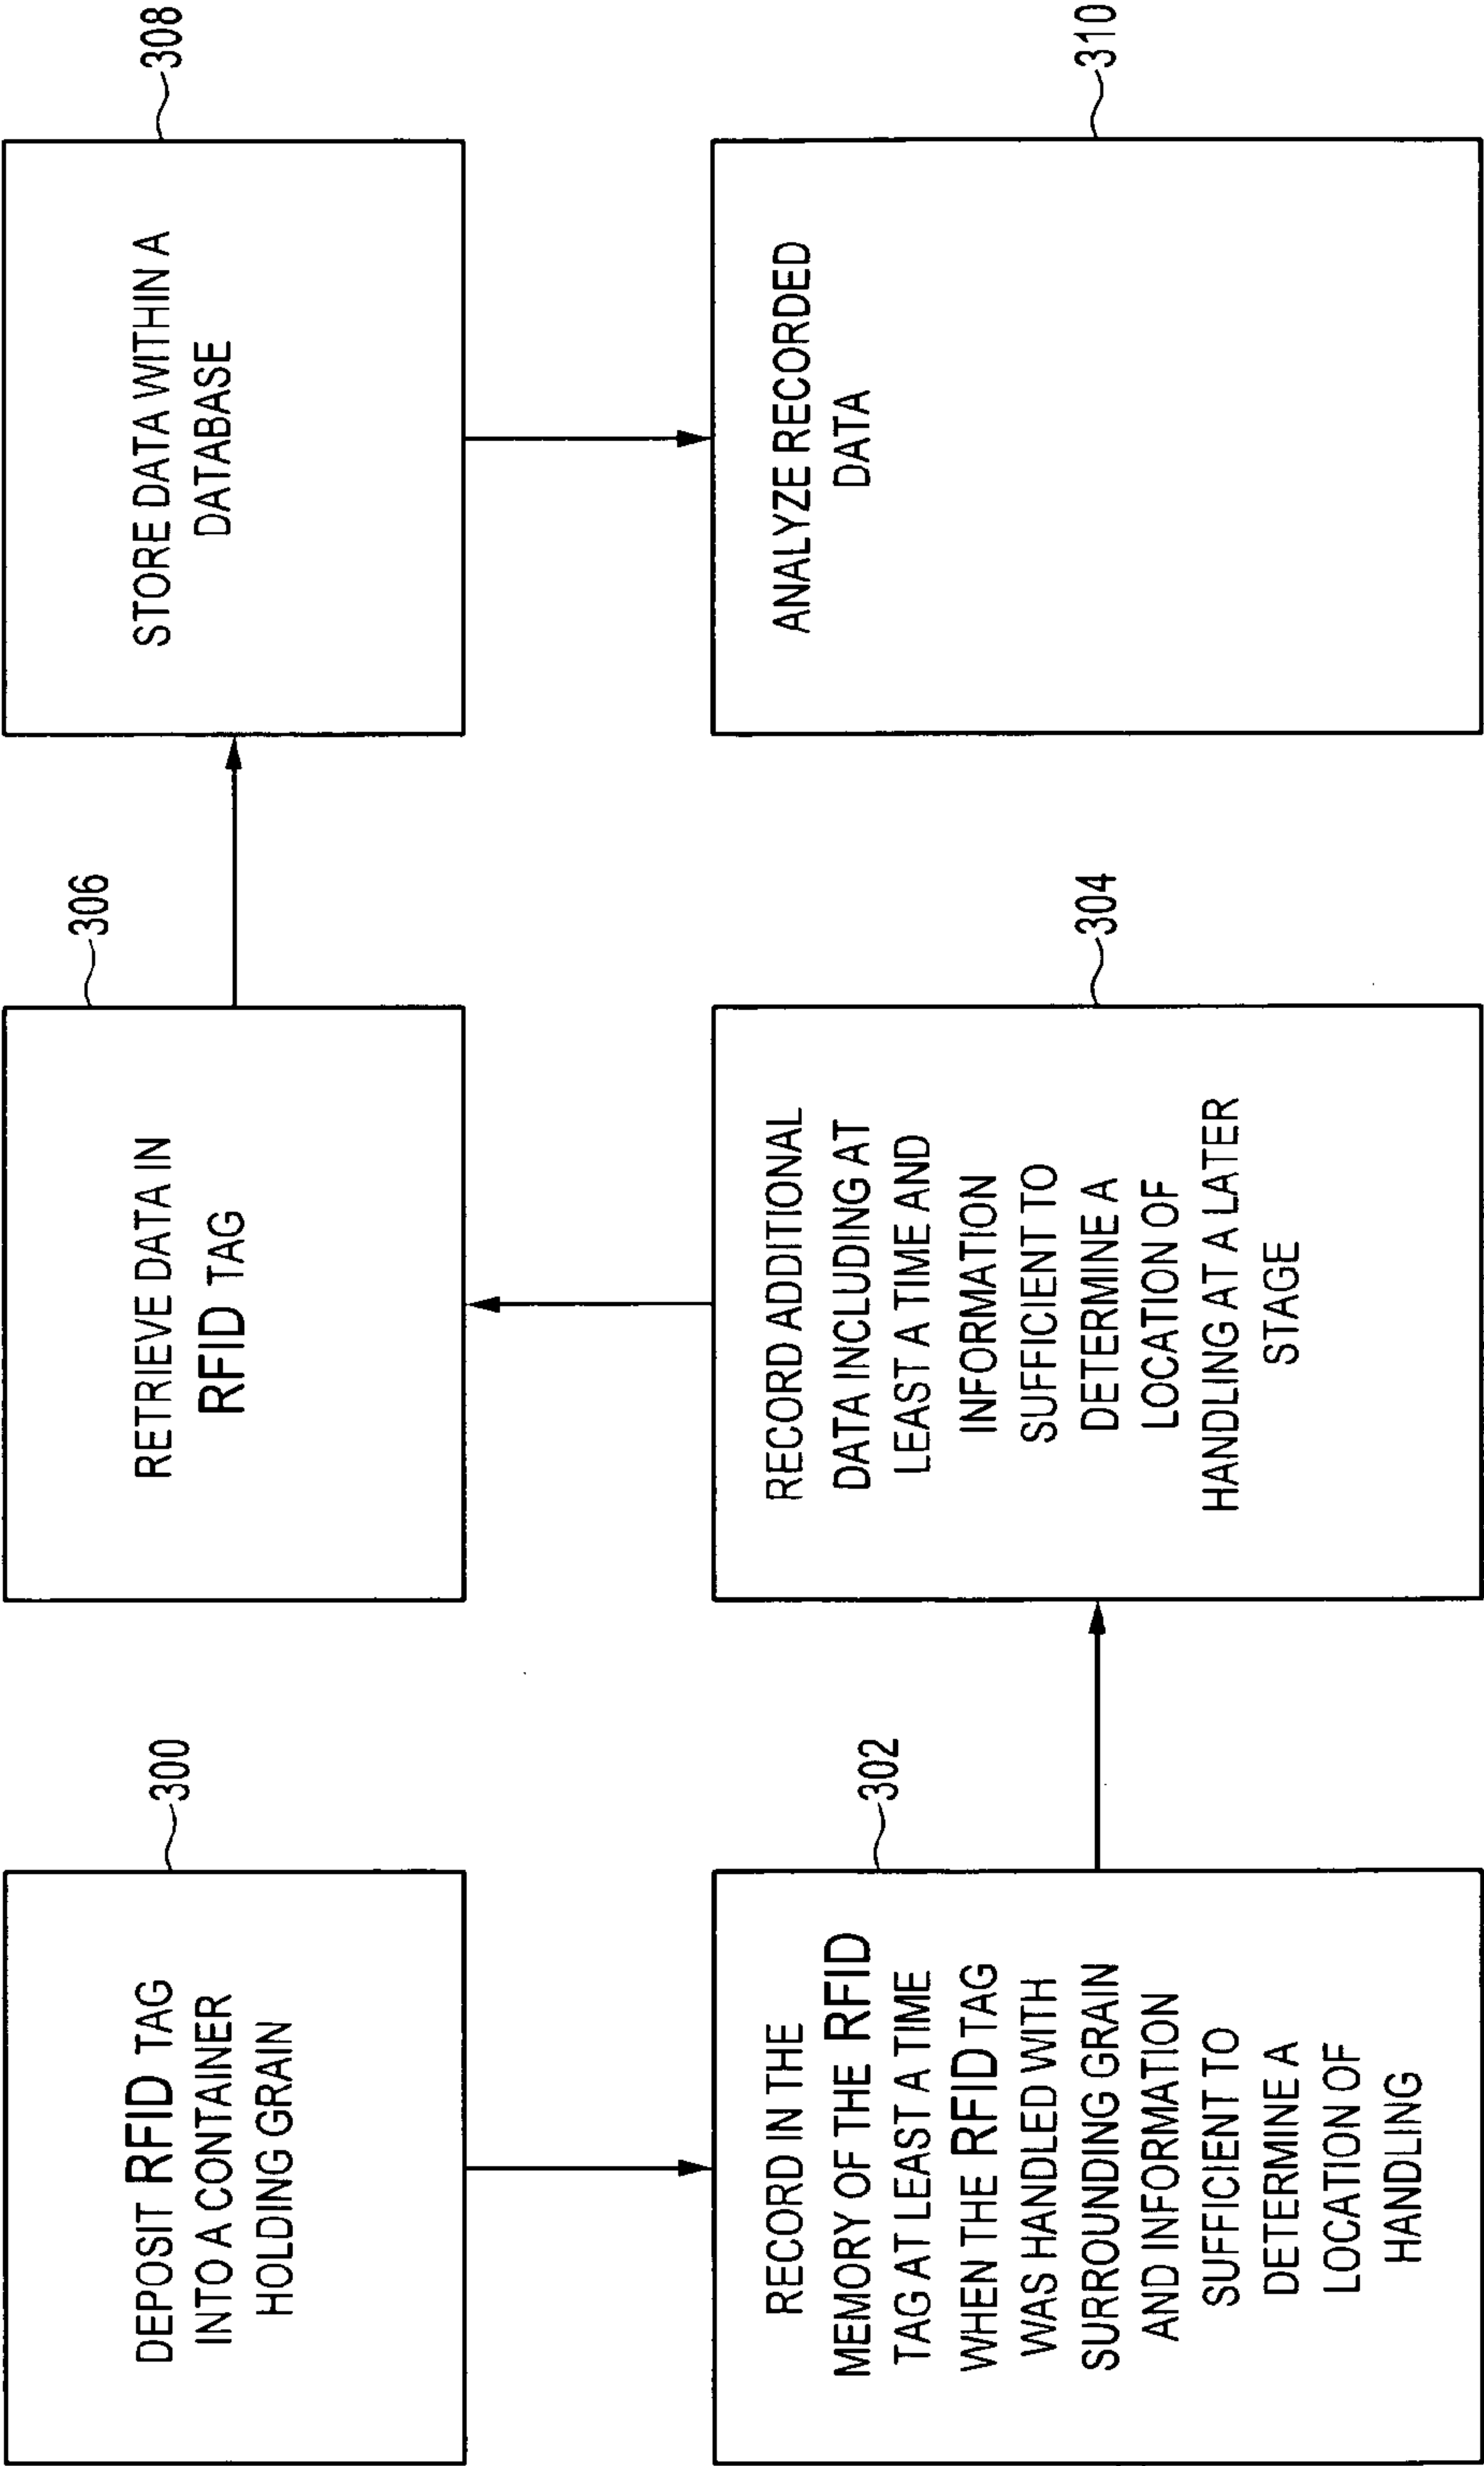 300
DEPOSIT RFID TAG
INTO A CONTAINER
HOLDING GRAIN
302
RECORD IN THE
MEMORY OF THE RFID
TAG AT LEAST A TIME
WHEN THE RFID TAG
WAS HANDLED WITH
SURROUNDING GRAIN
AND INFORMATION
SUFFICIENT TO
DETERMINE A
LOCATION OF
HANDLING
304
RECORD ADDITIONAL
DATA INCLUDING AT
LEAST A TIME AND
INFORMATION
SUFFICIENT TO
DETERMINE A
LOCATION OF
HANDLING AT A LATER
STAGE
306
RETRIEVE DATA IN
RFID TAG
308
STORE DATA WITHIN A
DATABASE
310
ANALYZE RECORDED
DATA